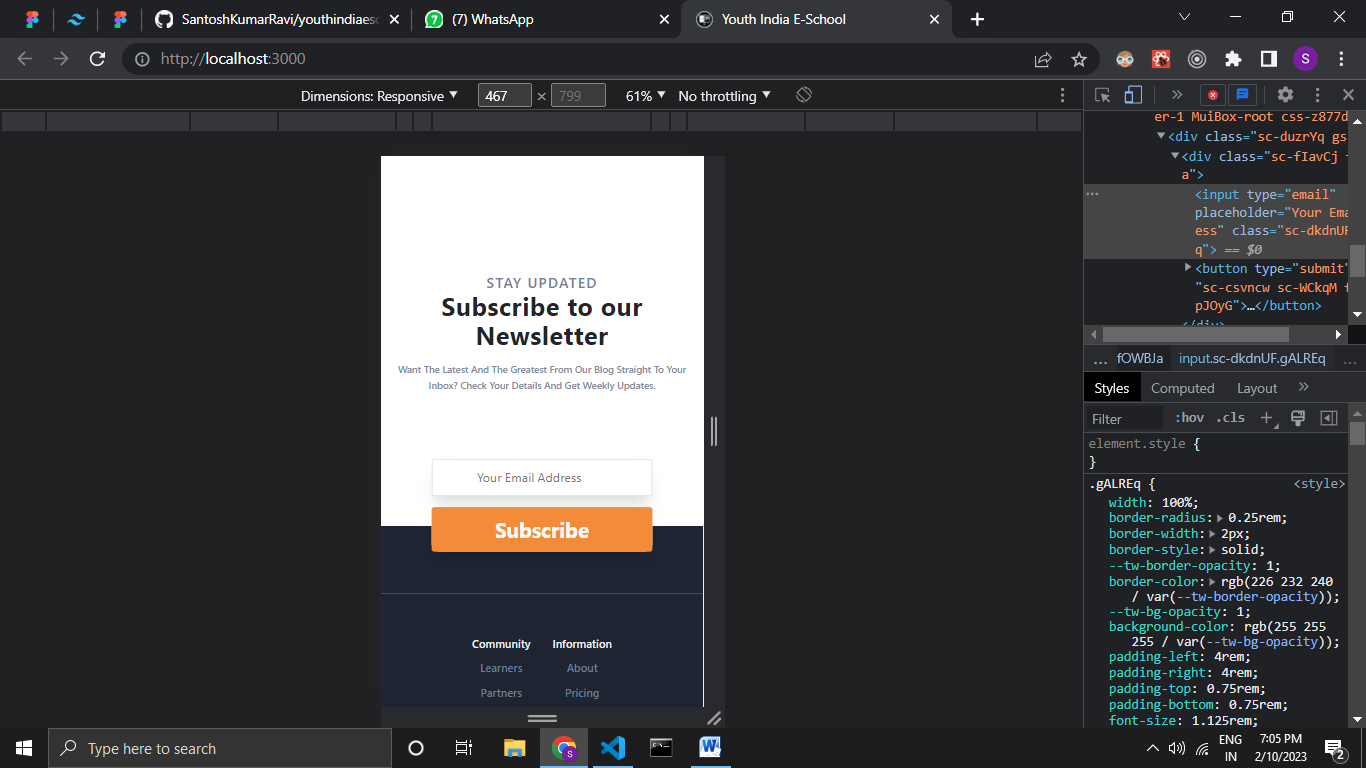 SantoshKumarRavi/youthindiaesc
(7) WhatsApp
Youth India E-School
http://localhost:3000
S
Dimensions: Responsive
467 × 799
61%
No throttling
er-1 MuiBox-root css-z877d
<div class="sc-duzrYq gs
<div class="sc-fIavCj
a">
<input type="email"
placeholder="Your Ema
ess" class="sc-dkdnUF
q"> == $0
<button type="submit"
"sc-csvncw sc-WCkqM f
pJOyG">…</button>
</div>
... fOWBJa input.sc-dkdnUF.gALREq ...
Styles Computed Layout »
Filter :hov .cls +
element.style {
}
.gALREq { <style>
width: 100%;
border-radius: 0.25rem;
border-width: 2px;
border-style: solid;
--tw-border-opacity: 1;
border-color: rgb(226 232 240
/ var(--tw-border-opacity));
--tw-bg-opacity: 1;
background-color: rgb(255 255
255 / var(--tw-bg-opacity));
padding-left: 4rem;
padding-right: 4rem;
padding-top: 0.75rem;
padding-bottom: 0.75rem;
font-size: 1.125rem;
STAY UPDATED
Subscribe to our
Newsletter
Want The Latest And The Greatest From Our Blog Straight To Your
Inbox? Check Your Details And Get Weekly Updates.
Your Email Address
Subscribe
Community Information
Learners About
Partners Pricing
Type here to search
ENG
IN
7:05 PM
2/10/2023
2